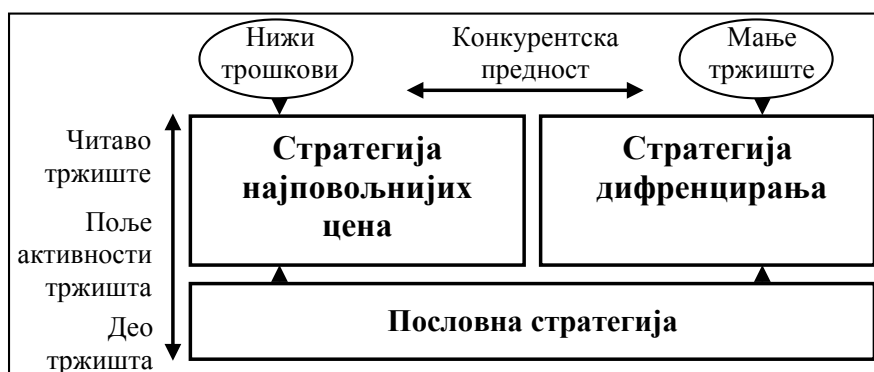 Нижи
трошкови
Конкурентска
предност
Мање
тржиште
Читаво
тржиште
Поље
активности
тржишта
Део
тржишта
Стратегија
најповољнијих
цена
Стратегија
дифренцирања
Пословна стратегија